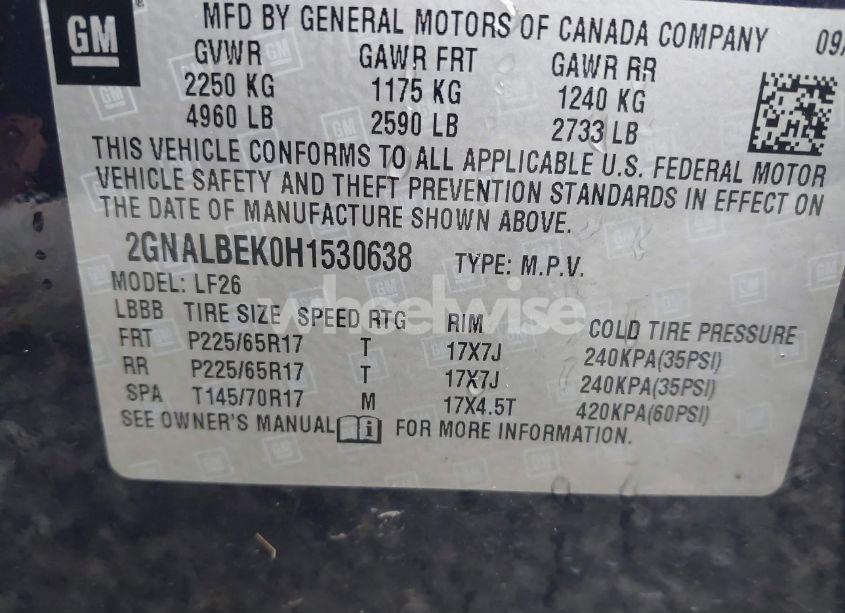 GM
MFD BY GENERAL MOTORS OF CANADA COMPANY 09/
GVWR GAWR FRT GAWR RR
2250 KG 1175 KG 1240 KG
4960 LB 2590 LB 2733 LB
THIS VEHICLE CONFORMS TO ALL APPLICABLE U.S. FEDERAL MOTOR
VEHICLE SAFETY AND THEFT PREVENTION STANDARDS IN EFFECT ON
THE DATE OF MANUFACTURE SHOWN ABOVE.
2GNALBEK0H1530638 TYPE: M.P.V.
MODEL: LF26
wheelwise
LBBB TIRE SIZE SPEED RTG RIM COLD TIRE PRESSURE
FRT P225/65R17 T 17X7J 240KPA(35PSI)
RR P225/65R17 T 17X7J 240KPA(35PSI)
SPA T145/70R17 M 17X4.5T 420KPA(60PSI)
SEE OWNER'S MANUAL i FOR MORE INFORMATION.